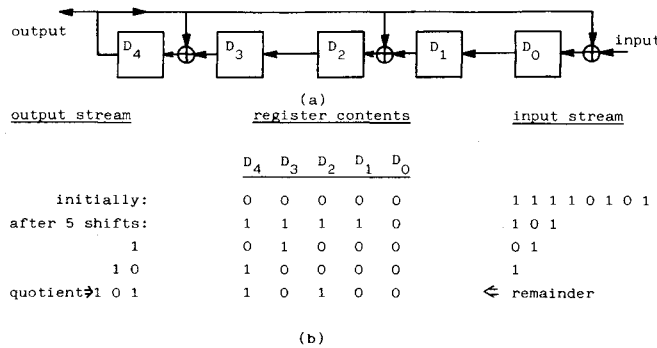 output
D4
D3
D2
D1
D0
input
(a)
output stream register contents input stream
D4 D3 D2 D1 D0
initially: 0 0 0 0 0 1 1 1 1 0 1 0 1
after 5 shifts: 1 1 1 1 0 1 0 1
1 0 1 0 0 0 0 1
1 0 1 0 0 0 0 1
quotient⇒1 0 1 1 0 1 0 0 ⇐ remainder
(b)